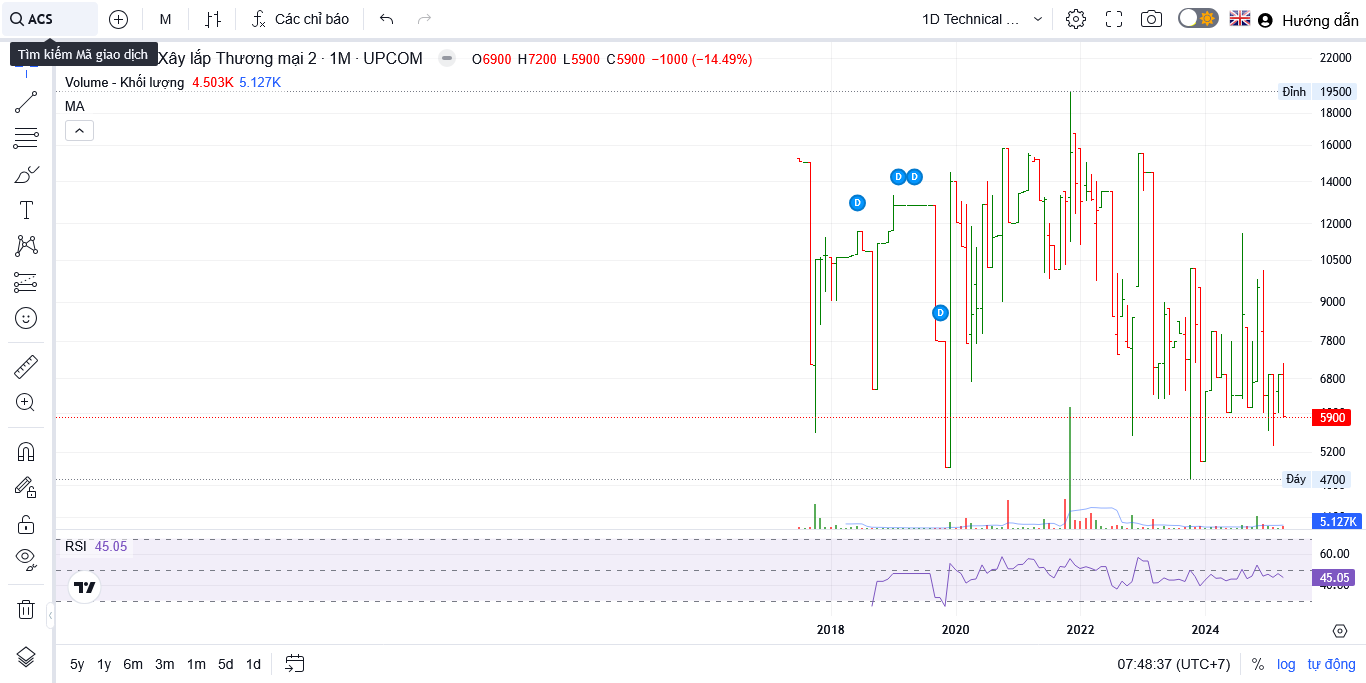 ACS
M
Các chỉ báo
1D Technical ...
Hướng dẫn
Tìm kiếm Mã giao dịch
Xây lắp Thương mại 2 · 1M · UPCOM
O6900 H7200 L5900 C5900 −1000 (−14.49%)
Volume - Khối lượng 4.503K 5.127K
MA
22000
Đỉnh 19500
18000
16000
14000
D D
D
12000
10500
9000
D
7800
6800
5900
5200
Đáy 4700
5.127K
RSI 45.05
60.00
45.05
2018 2020 2022 2024
5y 1y 6m 3m 1m 5d 1d
07:48:37 (UTC+7)
% log tự động